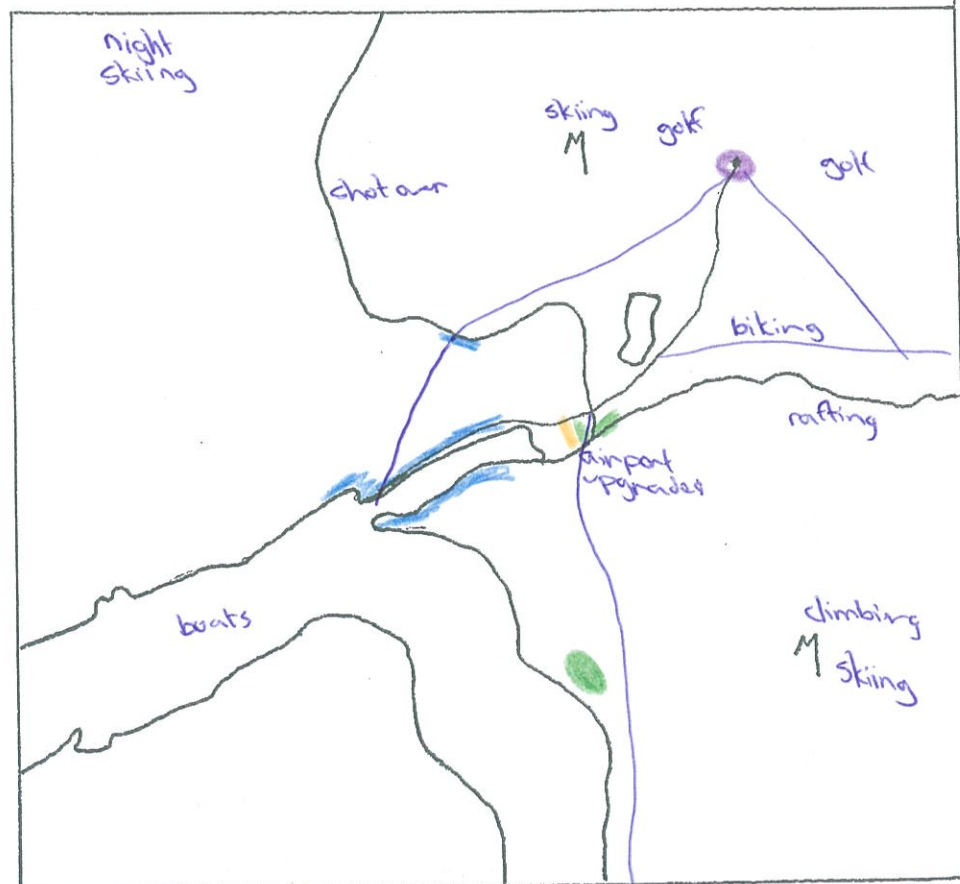 night
skiing
skiing
golf
golf
shotover
biking
rafting
airport
upgrades
boats
climbing
skiing